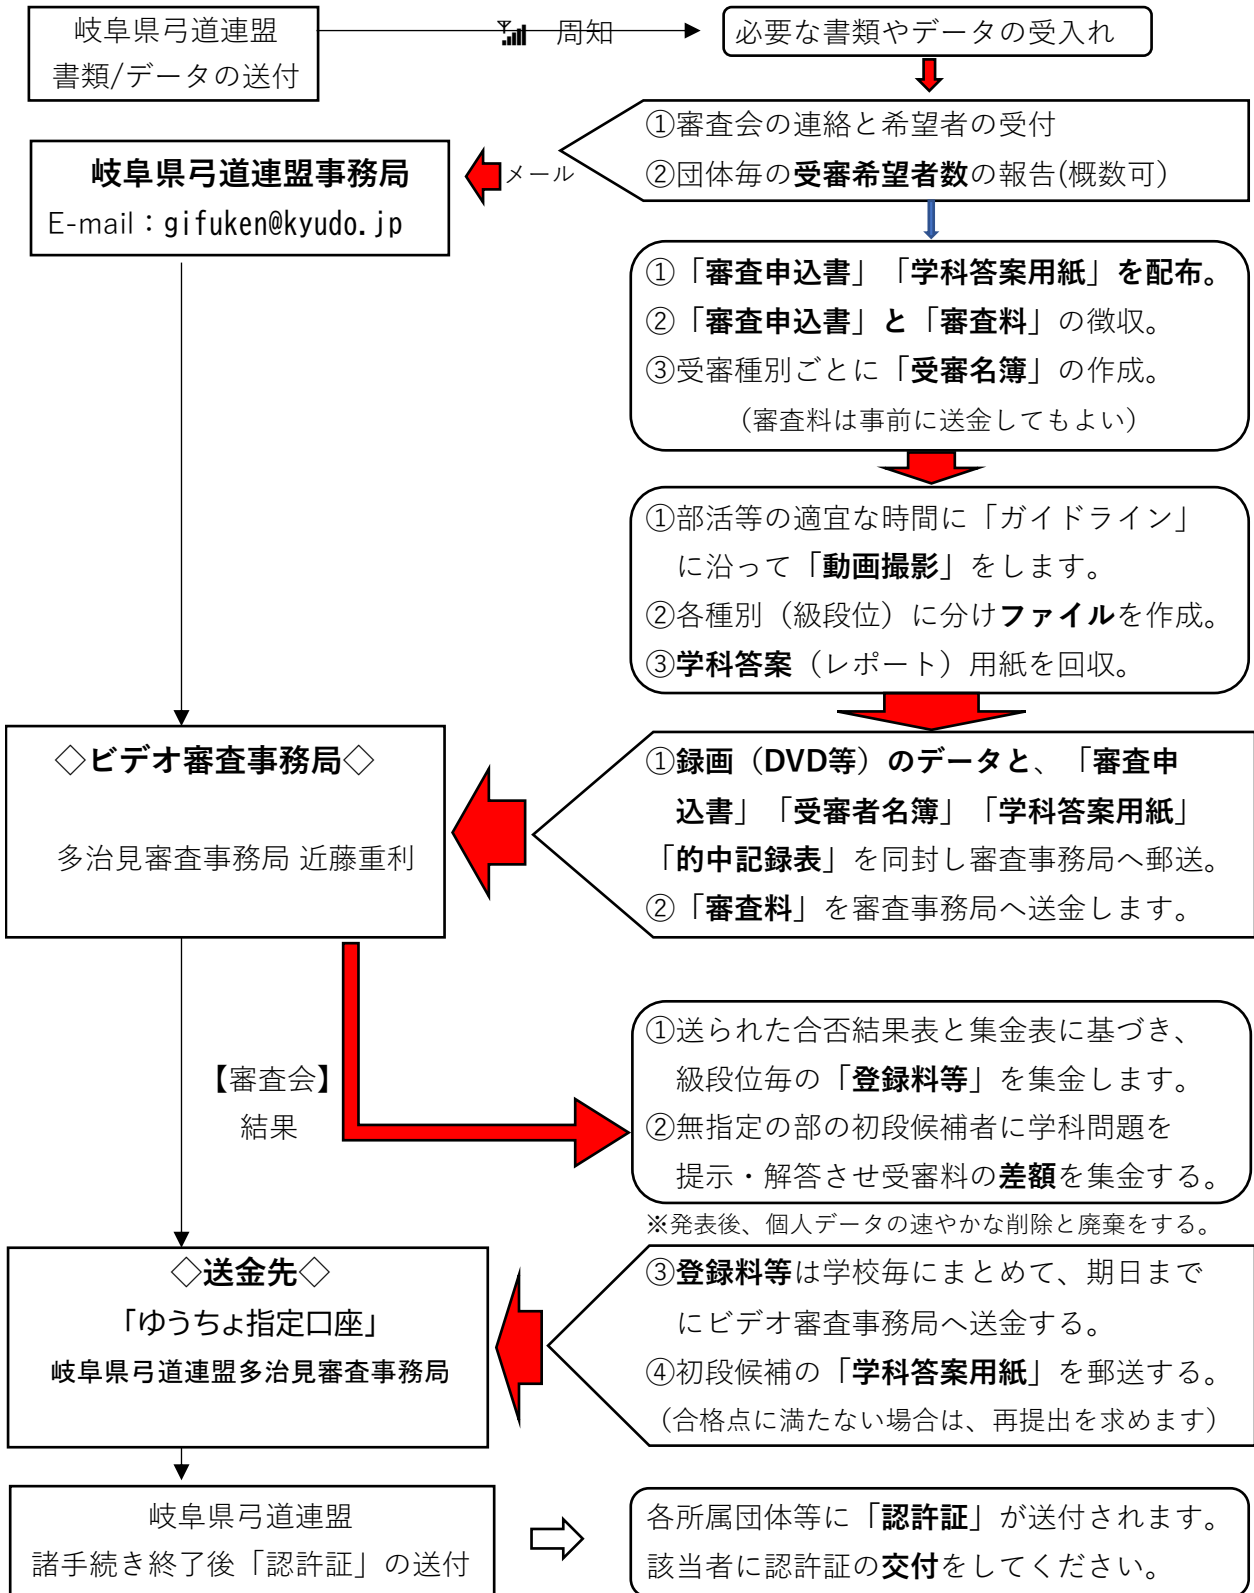 岐阜県弓道連盟
書類/データの送付
周知
必要な書類やデータの受入れ
①審査会の連絡と希望者の受付
②団体毎の受審希望者数の報告(概数可)
メール
岐阜県弓道連盟事務局
E-mail：gifuken@kyudo.jp
①「審査申込書」「学科答案用紙」を配布。
②「審査申込書」と「審査料」の徴収。
③受審種別ごとに「受審名簿」の作成。
（審査料は事前に送金してもよい）
①部活等の適宜な時間に「ガイドライン」
に沿って「動画撮影」をします。
②各種別（級段位）に分けファイルを作成。
③学科答案（レポート）用紙を回収。
◇ビデオ審査事務局◇
多治見審査事務局 近藤重利
①録画（DVD等）のデータと、「審査申
込書」「受審者名簿」「学科答案用紙」
「的中記録表」を同封し審査事務局へ郵送。
②「審査料」を審査事務局へ送金します。
【審査会】
結果
①送られた合否結果表と集金表に基づき、
級段位毎の「登録料等」を集金します。
②無指定の部の初段候補者に学科問題を
提示・解答させ受審料の差額を集金する。
※発表後、個人データの速やかな削除と廃棄をする。
◇送金先◇
「ゆうちょ指定口座」
岐阜県弓道連盟多治見審査事務局
③登録料等は学校毎にまとめて、期日まで
にビデオ審査事務局へ送金する。
④初段候補の「学科答案用紙」を郵送する。
（合格点に満たない場合は、再提出を求めます）
岐阜県弓道連盟
諸手続き終了後「認許証」の送付
各所属団体等に「認許証」が送付されます。
該当者に認許証の交付をしてください。